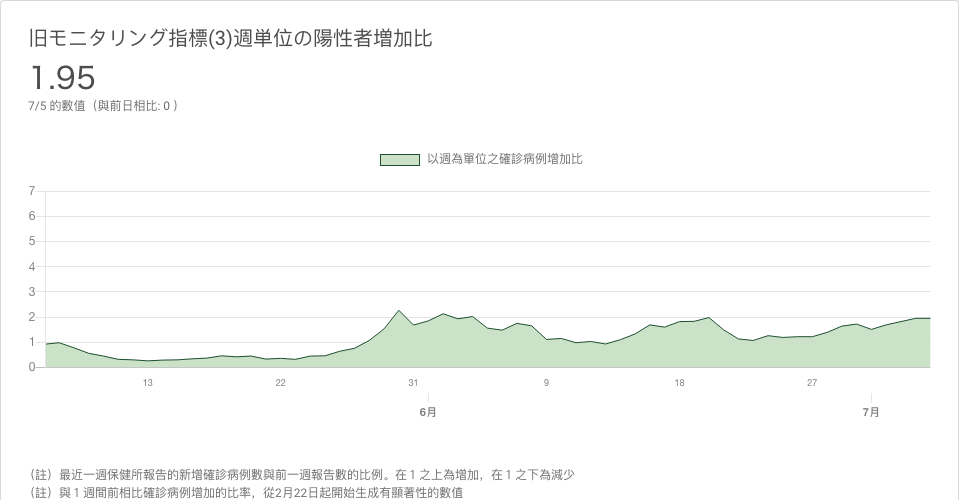 旧モニタリング指標(3)週単位の陽性者増加比
1.95
7/5 的數值（與前日相比: 0 ）
以週為單位之確診病例增加比
7
6
5
4
3
2
1
0
13 22 31 9 18 27
6月 7月
（註）最近一週保健所報告的新增確診病例數與前一週報告數的比例。在１之上為增加，在１之下為減少
（註）與１週間前相比確診病例增加的比率，從2月22日起開始生成有顯著性的數值